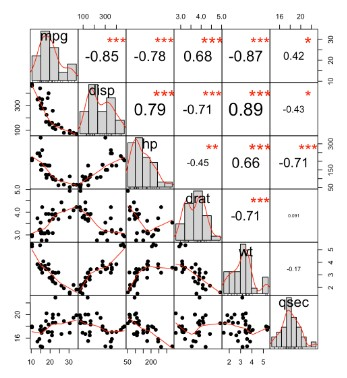 100 300
3.0 4.0 5.0
16 20
mpg
-0.85 ***
-0.78 ***
0.68 ***
-0.87 ***
0.42 *
10 20 30
100 300
disp
0.79 ***
-0.71 ***
0.89 ***
-0.43 *
hp
-0.45 **
0.66 ***
-0.71 ***
50 150 300
3.0 4.0 5.0
drat
-0.71 ***
0.091
wt
-0.17
2 3 4 5
16 20
qsec
10 20 30
50 200
2 3 4 5